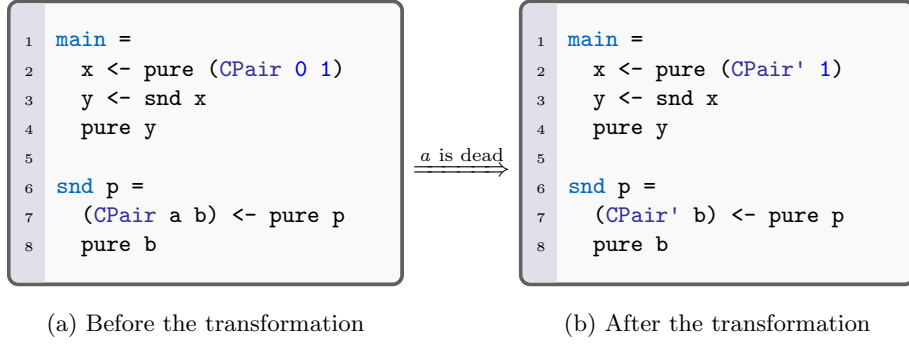 1 main =
2 x <- pure (CPair 0 1)
3 y <- snd x
4 pure y
5
6 snd p =
7 (CPair a b) <- pure p
8 pure b
a is dead
1 main =
2 x <- pure (CPair' 1)
3 y <- snd x
4 pure y
5
6 snd p =
7 (CPair' b) <- pure p
8 pure b
(a) Before the transformation
(b) After the transformation